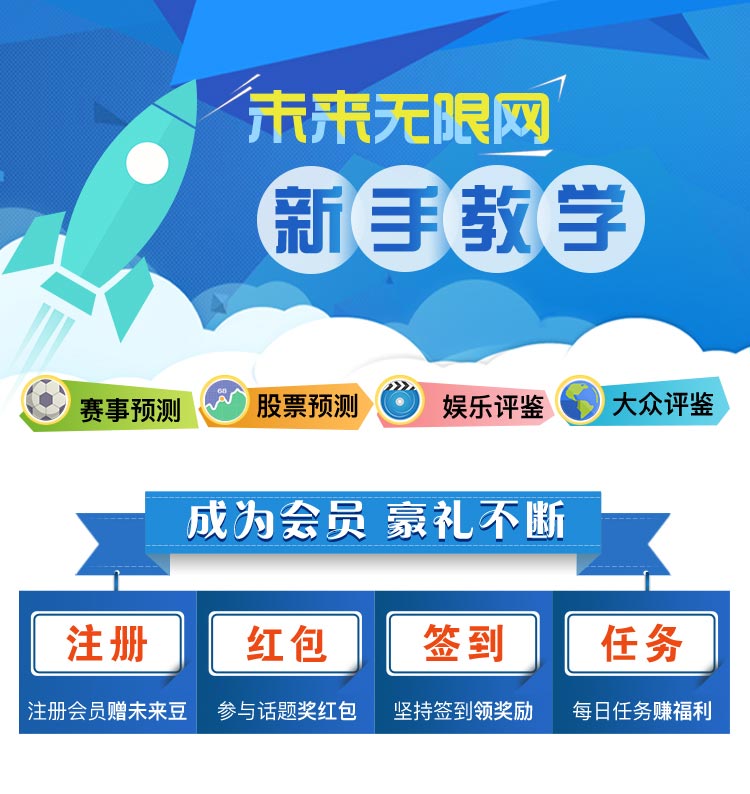 未来无限网
新手教学
68
赛事预测 股票预测 娱乐评鉴 大众评鉴
成为会员 豪礼不断
注册 红包 签到 任务
注册会员赠未来豆 参与话题奖红包 坚持签到领奖励 每日任务赚福利